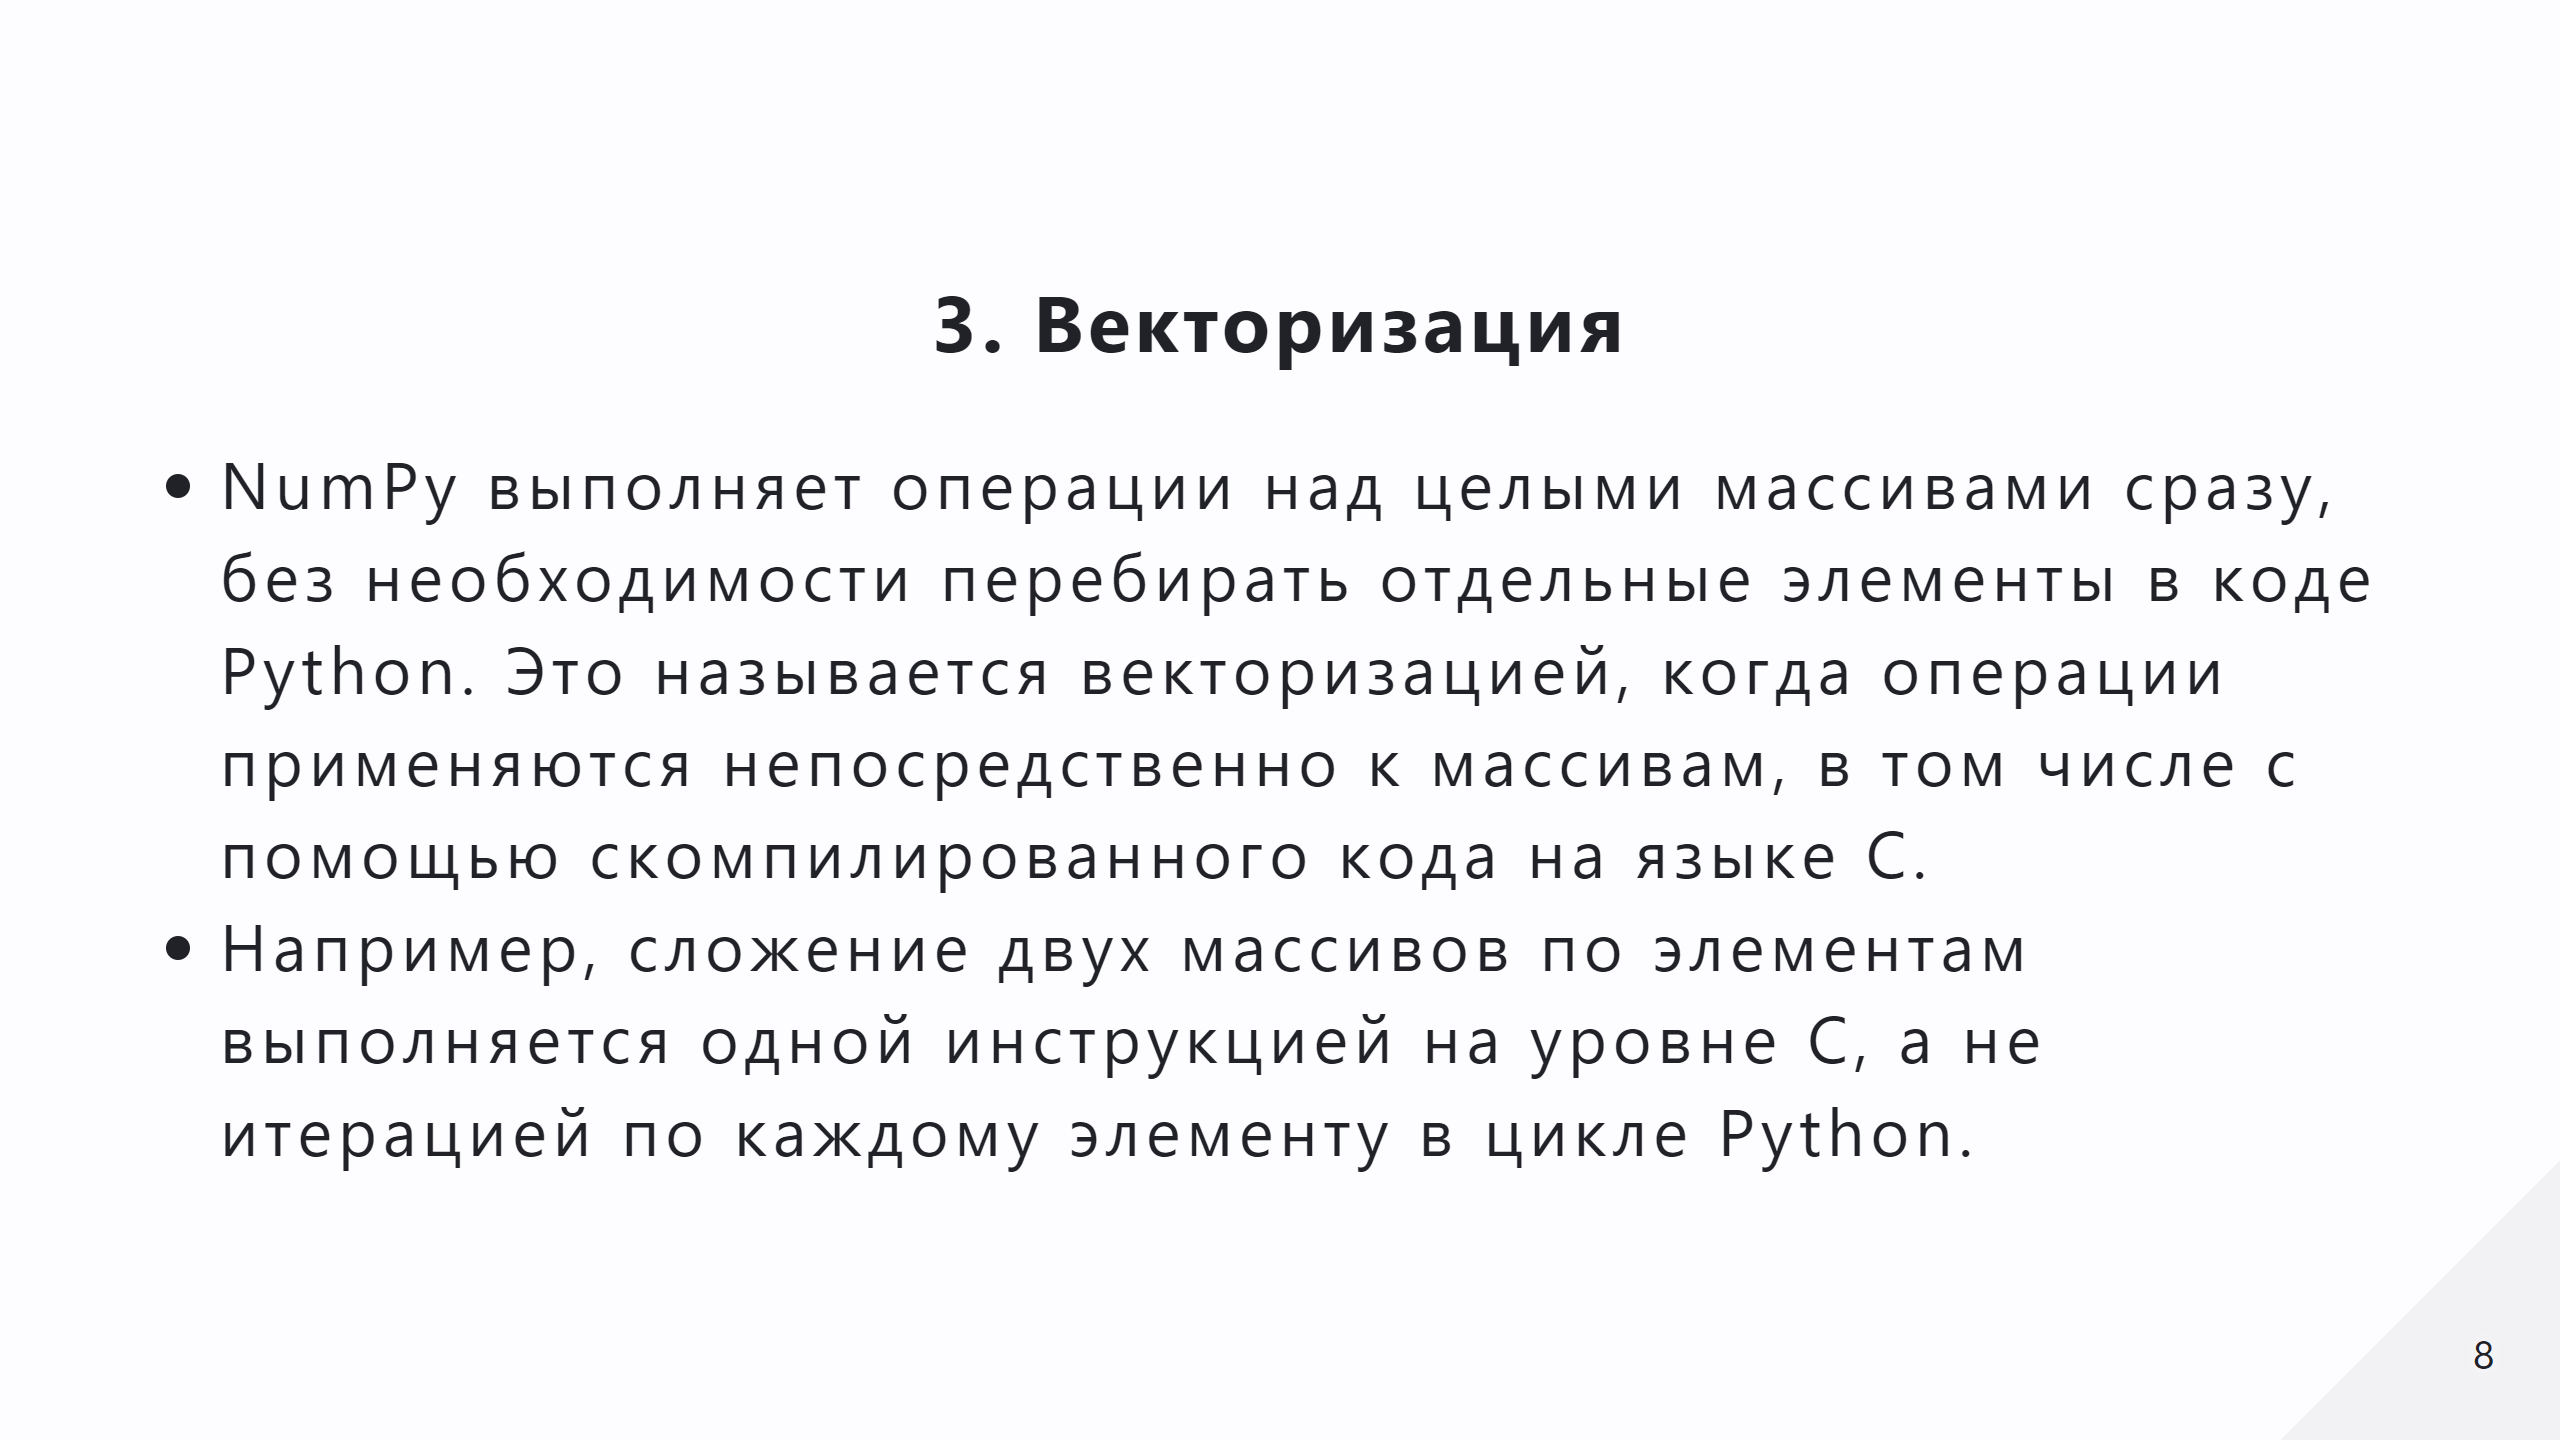 3. Векторизация
• NumPy выполняет операции над целыми массивами сразу,
без необходимости перебирать отдельные элементы в коде
Python. Это называется векторизацией, когда операции
применяются непосредственно к массивам, в том числе с
помощью скомпилированного кода на языке C.
• Например, сложение двух массивов по элементам
выполняется одной инструкцией на уровне C, а не
итерацией по каждому элементу в цикле Python.
8